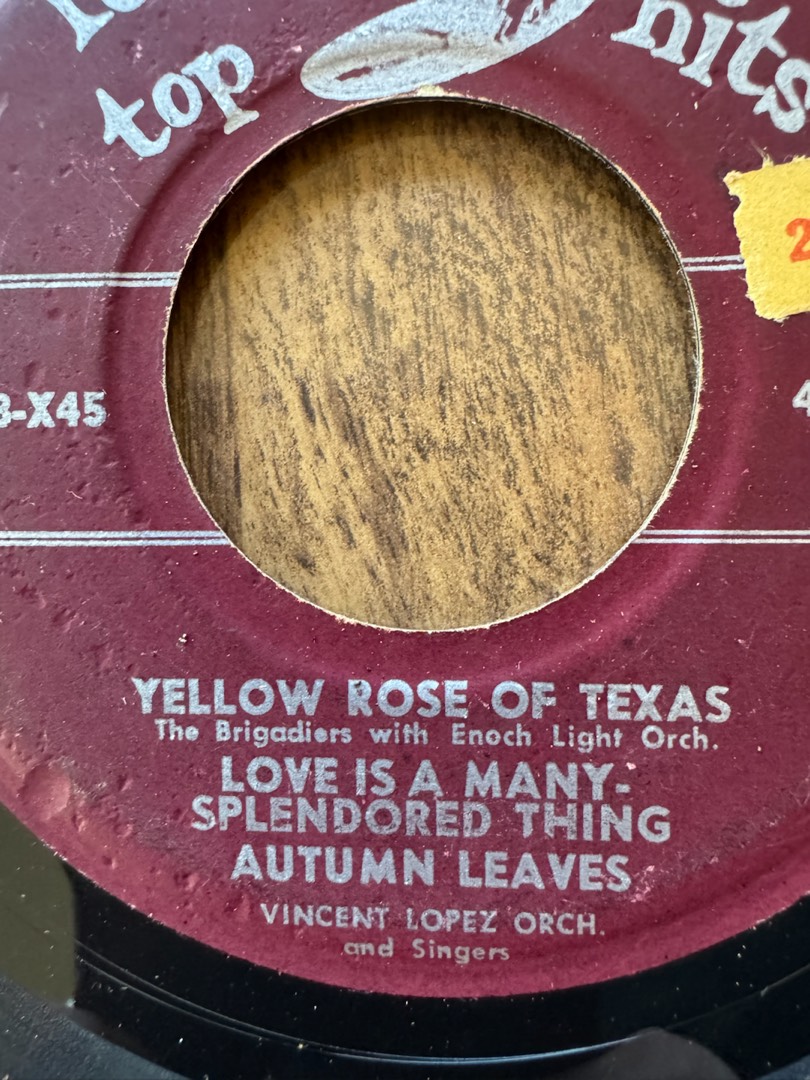 top hits
3-X45
YELLOW ROSE OF TEXAS
The Brigadiers with Enoch Light Orch.
LOVE IS A MANY-
SPLENDORED THING
AUTUMN LEAVES
VINCENT LOPEZ ORCH.
and Singers